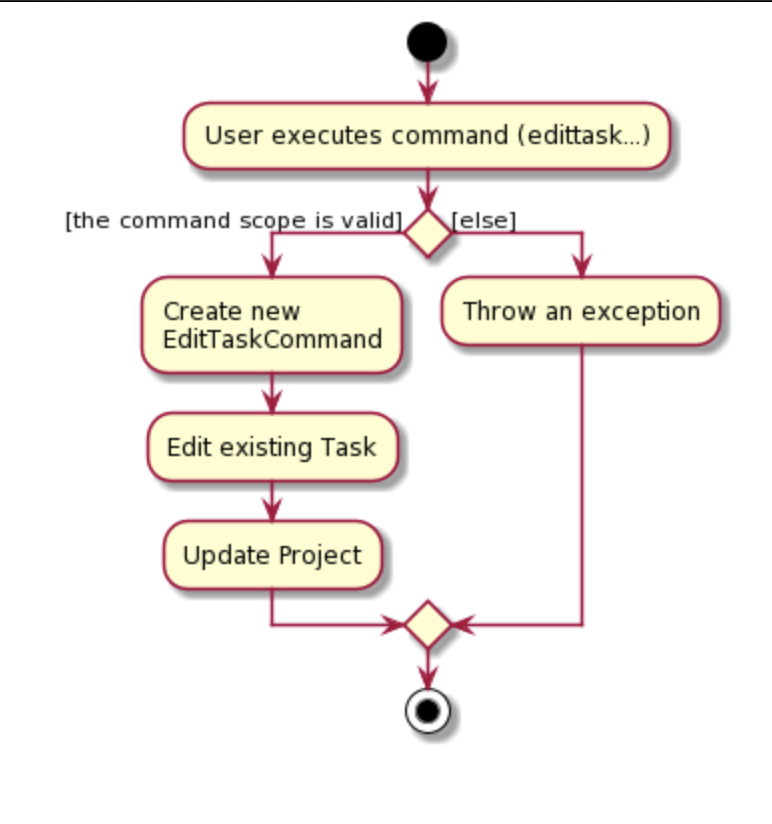 User executes command (edittask...)
[the command scope is valid]
[else]
Create new
EditTaskCommand
Throw an exception
Edit existing Task
Update Project